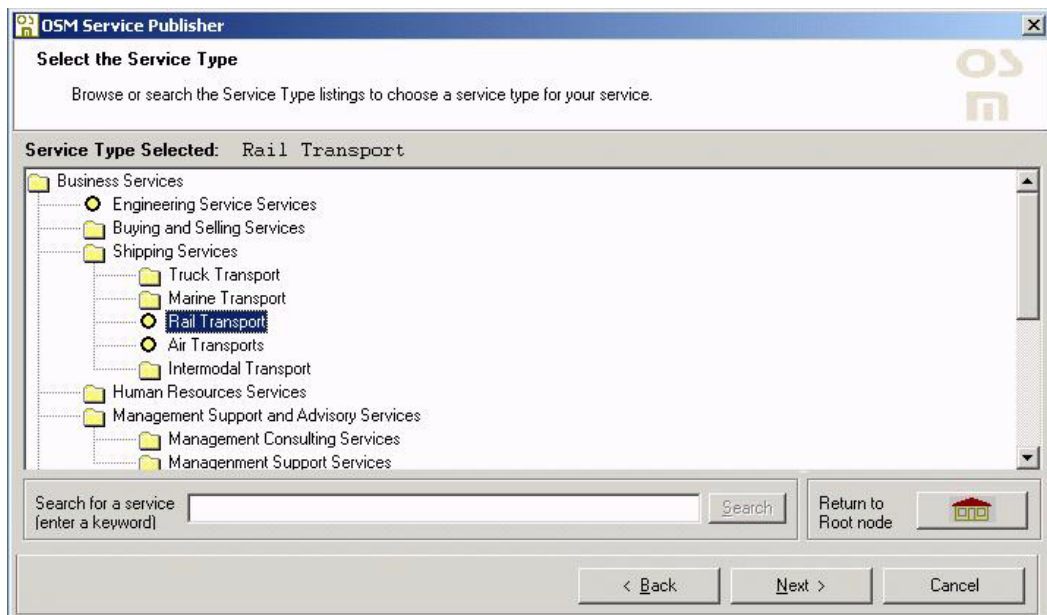 OSM Service Publisher
Select the Service Type
Browse or search the Service Type listings to choose a service type for your service.
OS
m
Service Type Selected: Rail Transport
Business Services
Engineering Service Services
Buying and Selling Services
Shipping Services
Truck Transport
Marine Transport
Rail Transport
Air Transports
Intermodal Transport
Human Resources Services
Management Support and Advisory Services
Management Consulting Services
Managenment Support Services
Search for a service
(enter a keyword)
Search
Return to
Root node
< Back
Next >
Cancel